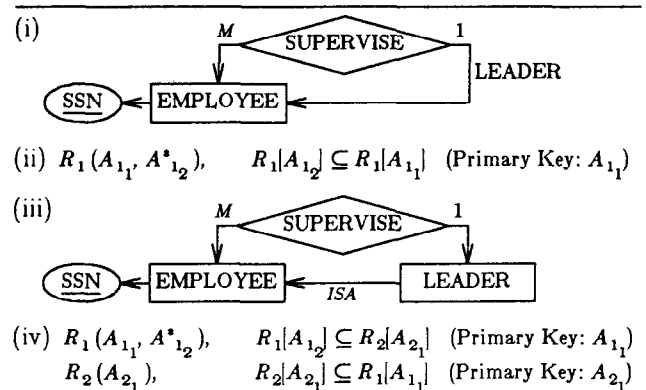 (i)
M SUPERVISE 1
LEADER
SSN EMPLOYEE
(ii) R₁(A₁₁, A*₁₂), R₁[A₁₂] ⊆ R₁[A₁₁] (Primary Key: A₁₁)
(iii)
M SUPERVISE 1
SSN EMPLOYEE ISA LEADER
(iv) R₁(A₁₁, A*₁₂), R₁[A₁₂] ⊆ R₂[A₂₁] (Primary Key: A₁₁)
R₂(A₂₁), R₂[A₂₁] ⊆ R₁[A₁₁] (Primary Key: A₂₁)